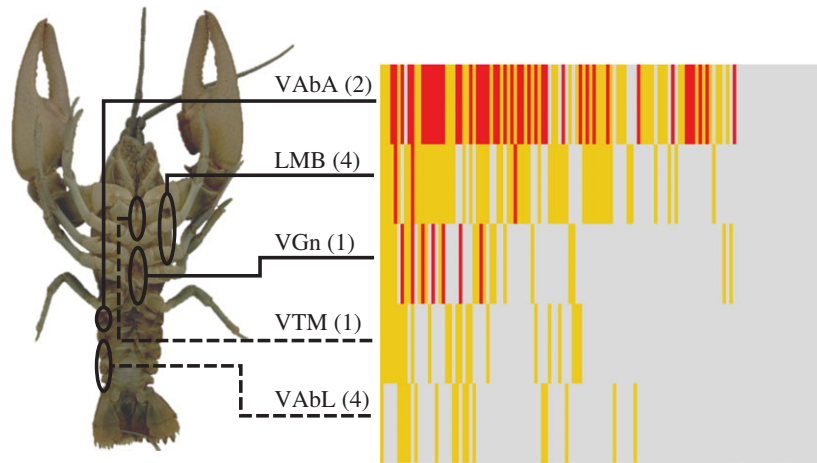 VAbA (2)
LMB (4)
VGn (1)
VTM (1)
VAbL (4)